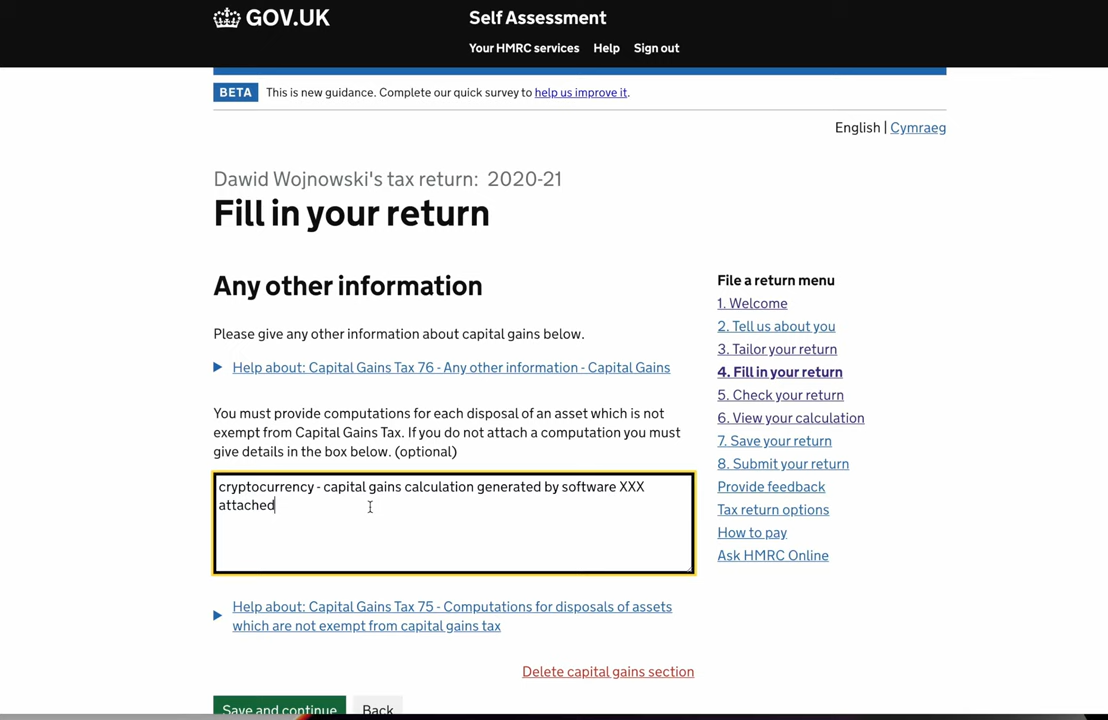 GOV.UK
Self Assessment
Your HMRC services Help Sign out
BETA This is new guidance. Complete our quick survey to help us improve it.
English | Cymraeg
Dawid Wojnowski's tax return: 2020-21
Fill in your return
Any other information
Please give any other information about capital gains below.
Help about: Capital Gains Tax 76 - Any other information - Capital Gains
You must provide computations for each disposal of an asset which is not
exempt from Capital Gains Tax. If you do not attach a computation you must
give details in the box below. (optional)
cryptocurrency - capital gains calculation generated by software XXX
attached
Help about: Capital Gains Tax 75 - Computations for disposals of assets
which are not exempt from capital gains tax
Delete capital gains section
Save and continue Back
File a return menu
1. Welcome
2. Tell us about you
3. Tailor your return
4. Fill in your return
5. Check your return
6. View your calculation
7. Save your return
8. Submit your return
Provide feedback
Tax return options
How to pay
Ask HMRC Online